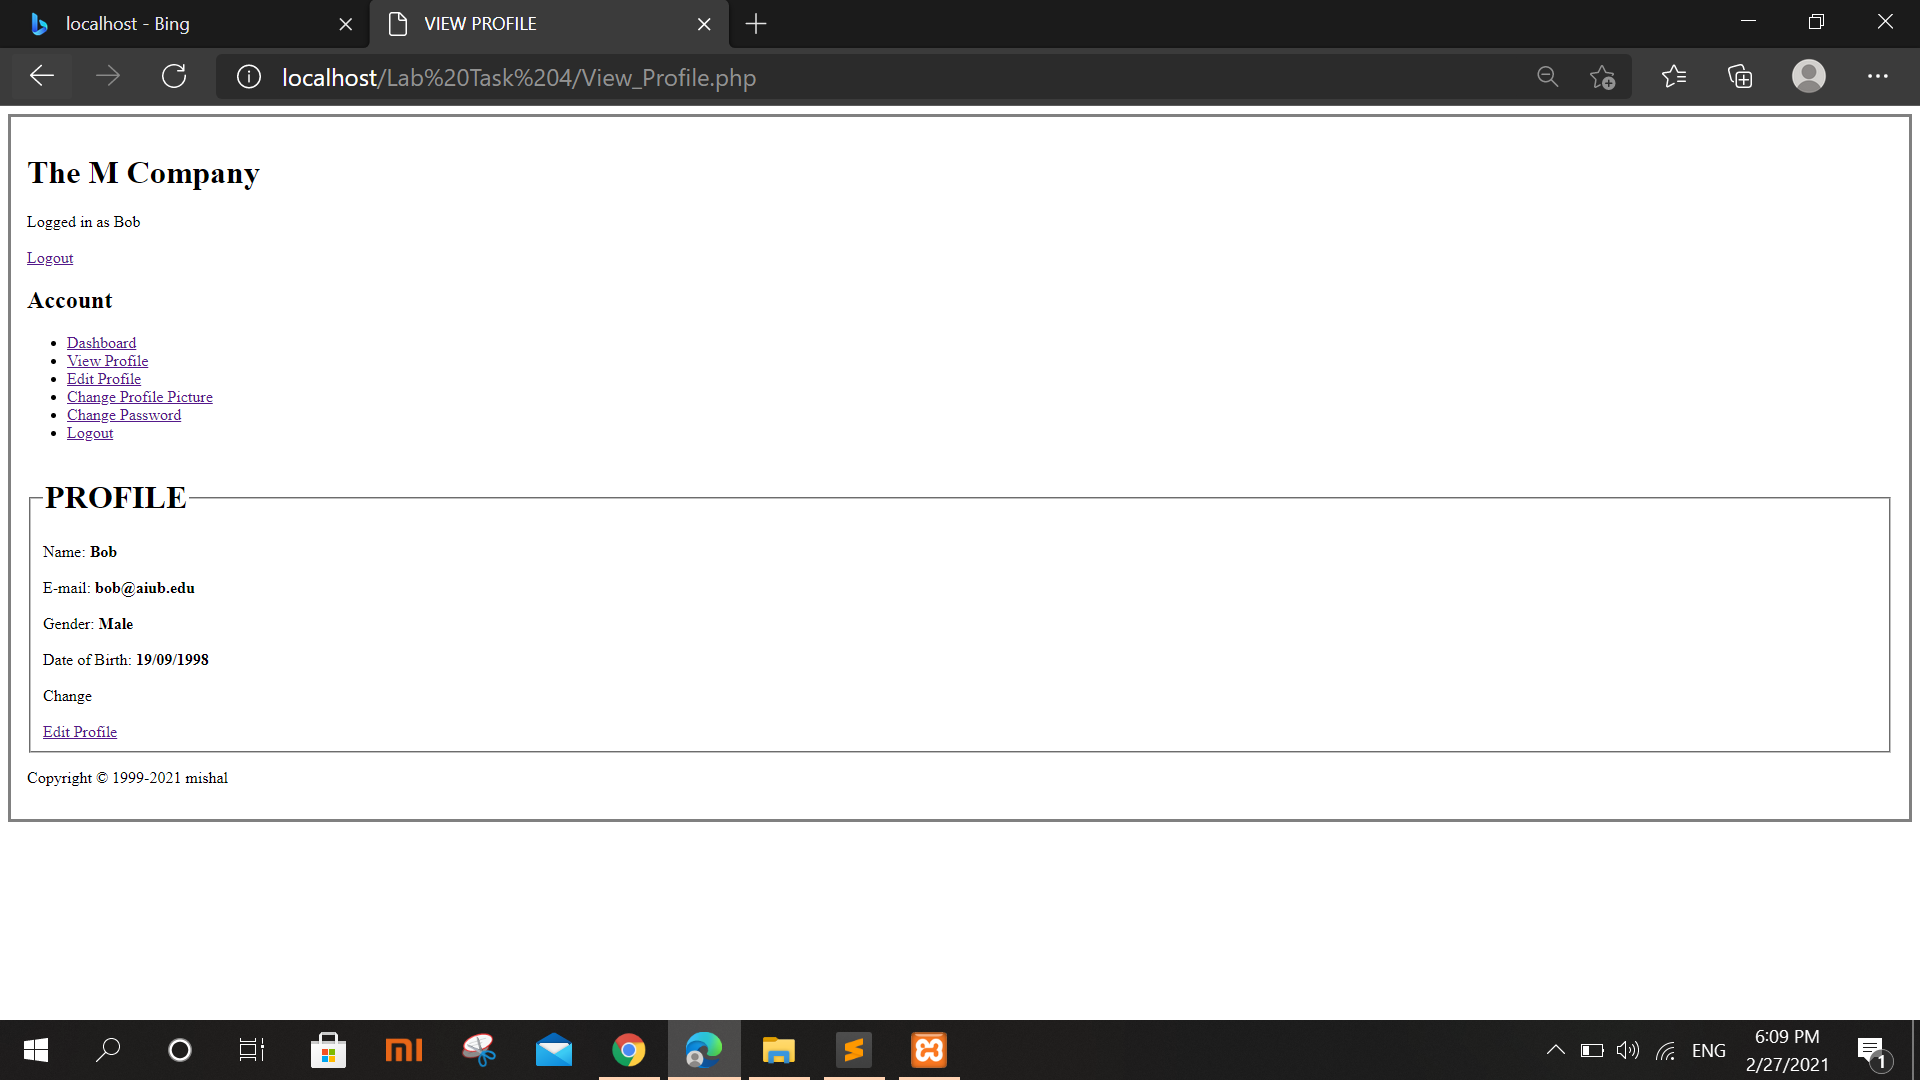 localhost - Bing
VIEW PROFILE
localhost/Lab%20Task%204/View_Profile.php
The M Company
Logged in as Bob
Logout
Account
Dashboard
View Profile
Edit Profile
Change Profile Picture
Change Password
Logout
PROFILE
Name: Bob
E-mail: bob@aiub.edu
Gender: Male
Date of Birth: 19/09/1998
Change
Edit Profile
Copyright © 1999-2021 mishal
ENG
6:09 PM
2/27/2021
1